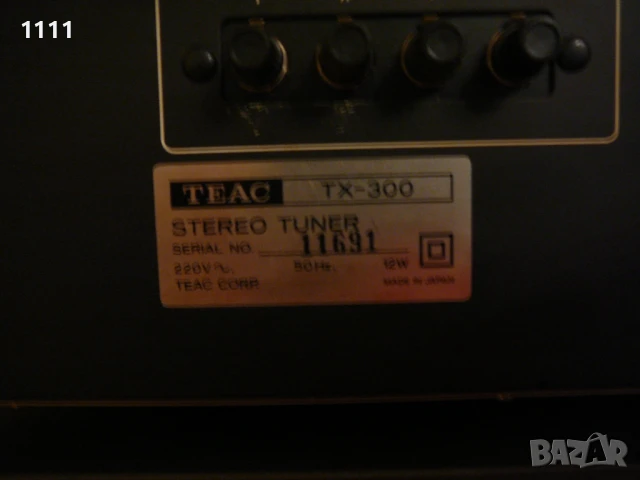 1111
TEAC TX-300
STEREO TUNER
SERIAL NO. 11691
220V~. 50Hz. 12W
TEAC CORP. MADE IN JAPAN
BAZAR